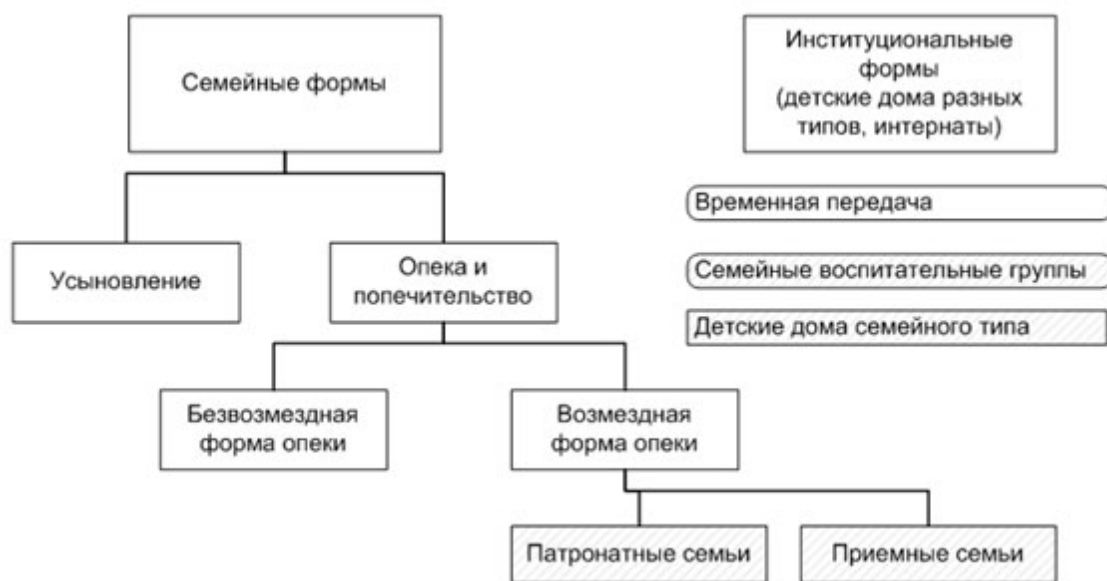 Семейные формы
Институциональные
формы
(детские дома разных
типов, интернаты)
Временная передача
Усыновление
Опека и
попечительство
Семейные воспитательные группы
Детские дома семейного типа
Безвозмездная
форма опеки
Возмездная
форма опеки
Патронатные семьи
Приемные семьи